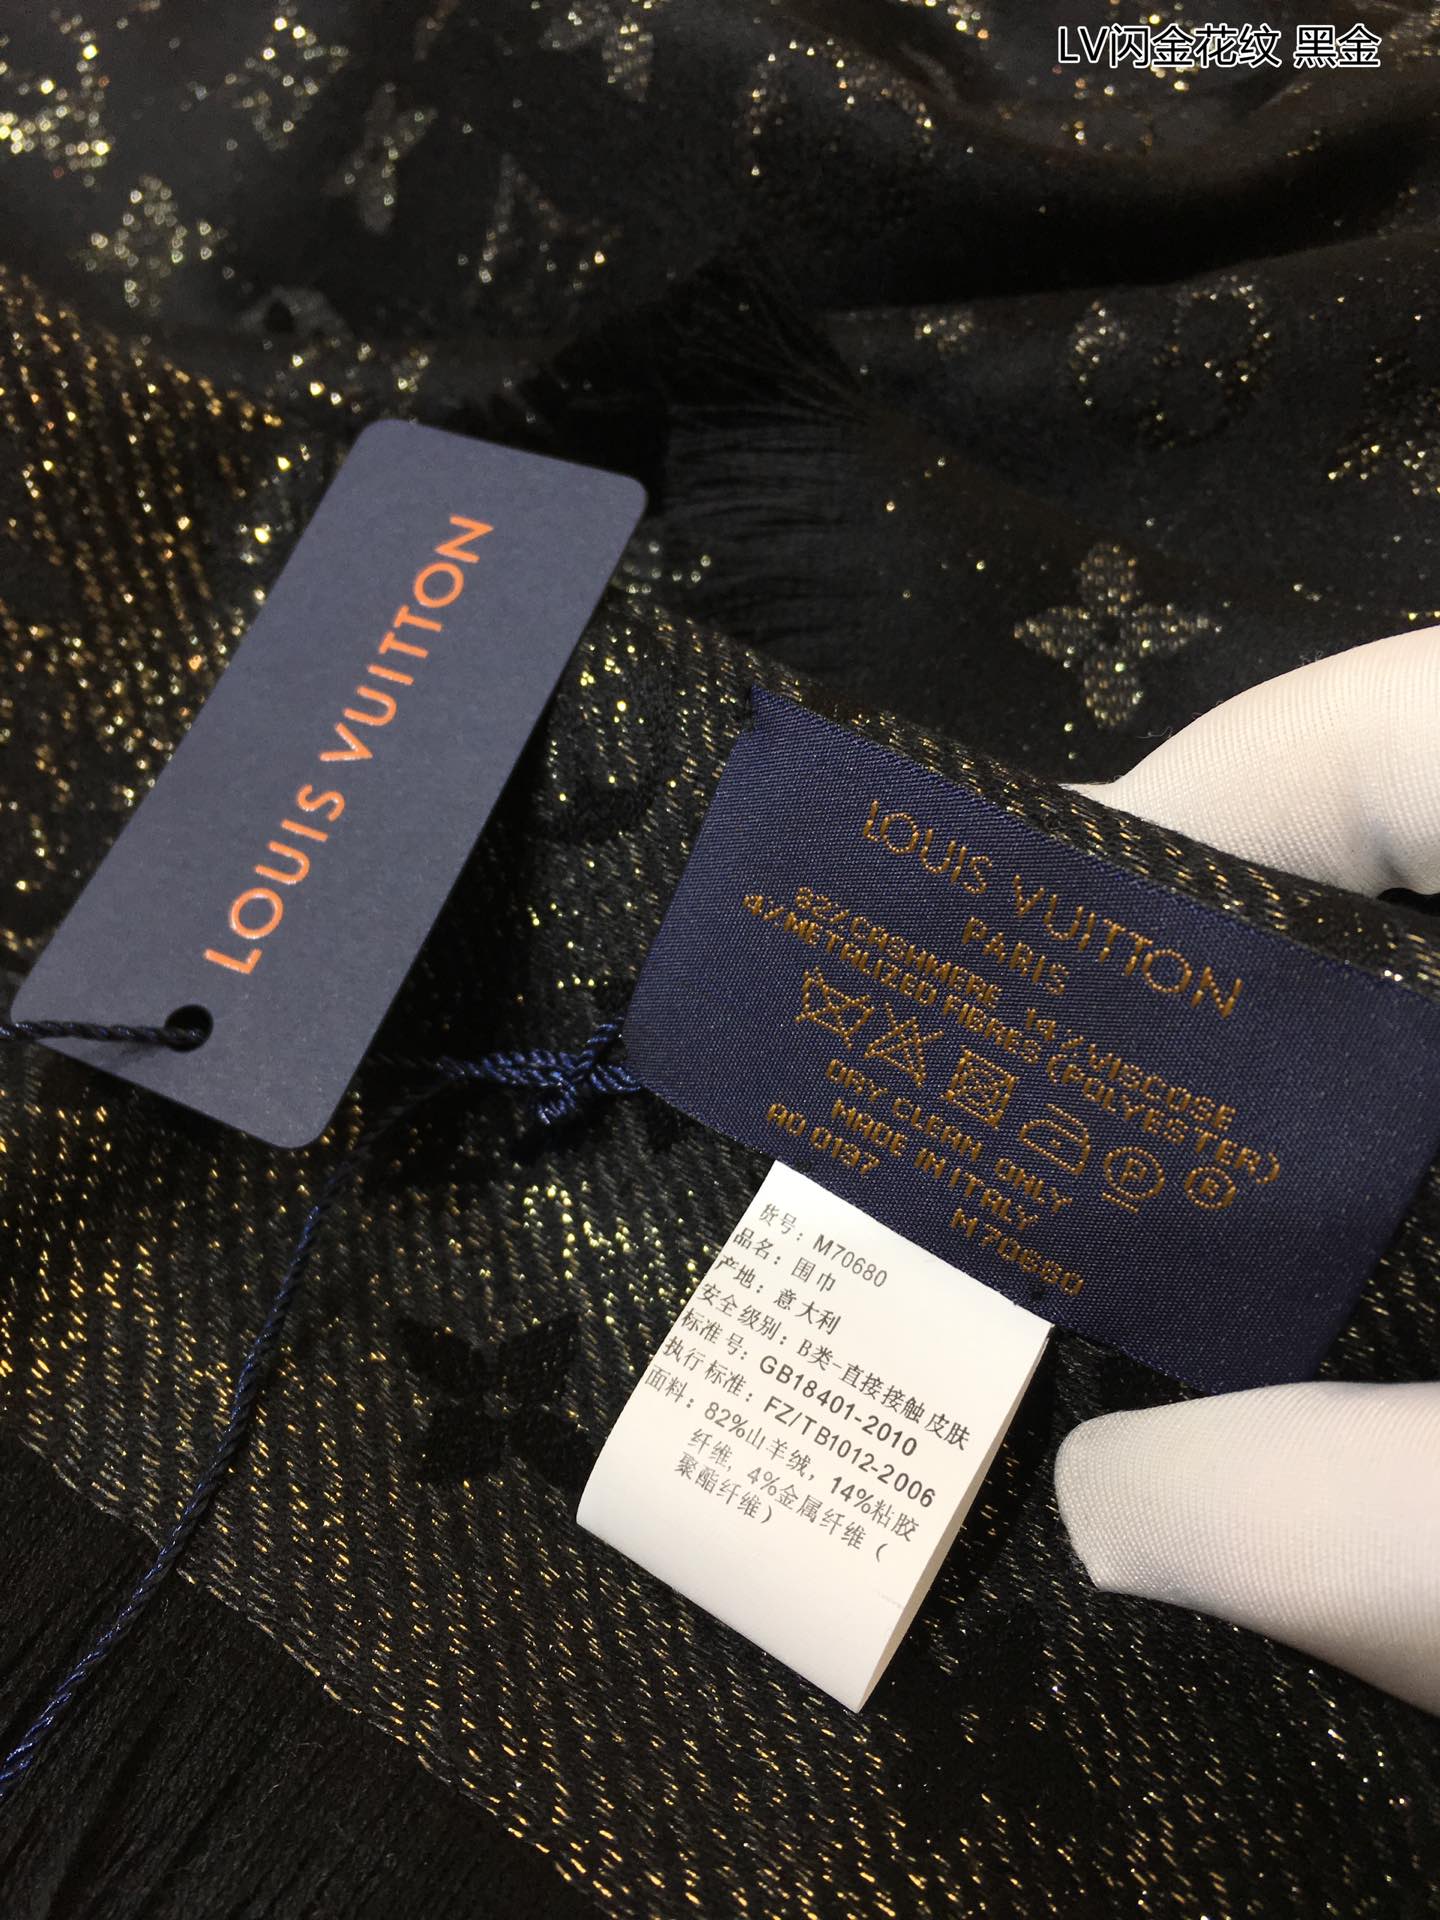 LV闪金花纹 黑金
LOUIS VUITTON
LOUIS VUITTON
PARIS
82%CASHMERE 14%VISCOSE
4%METALIZED FIBRES (POLYESTER)
P R
DRY CLEAN ONLY
MADE IN ITALY
AO 0197 M70680
货号：M70680
品名：围巾
产地：意大利
安全级别：B类-直接接触皮肤
标准号：GB18401-2010
执行标准：FZ/TB1012-2006
面料：82%山羊绒，14%粘胶
纤维，4%金属纤维（
聚酯纤维）